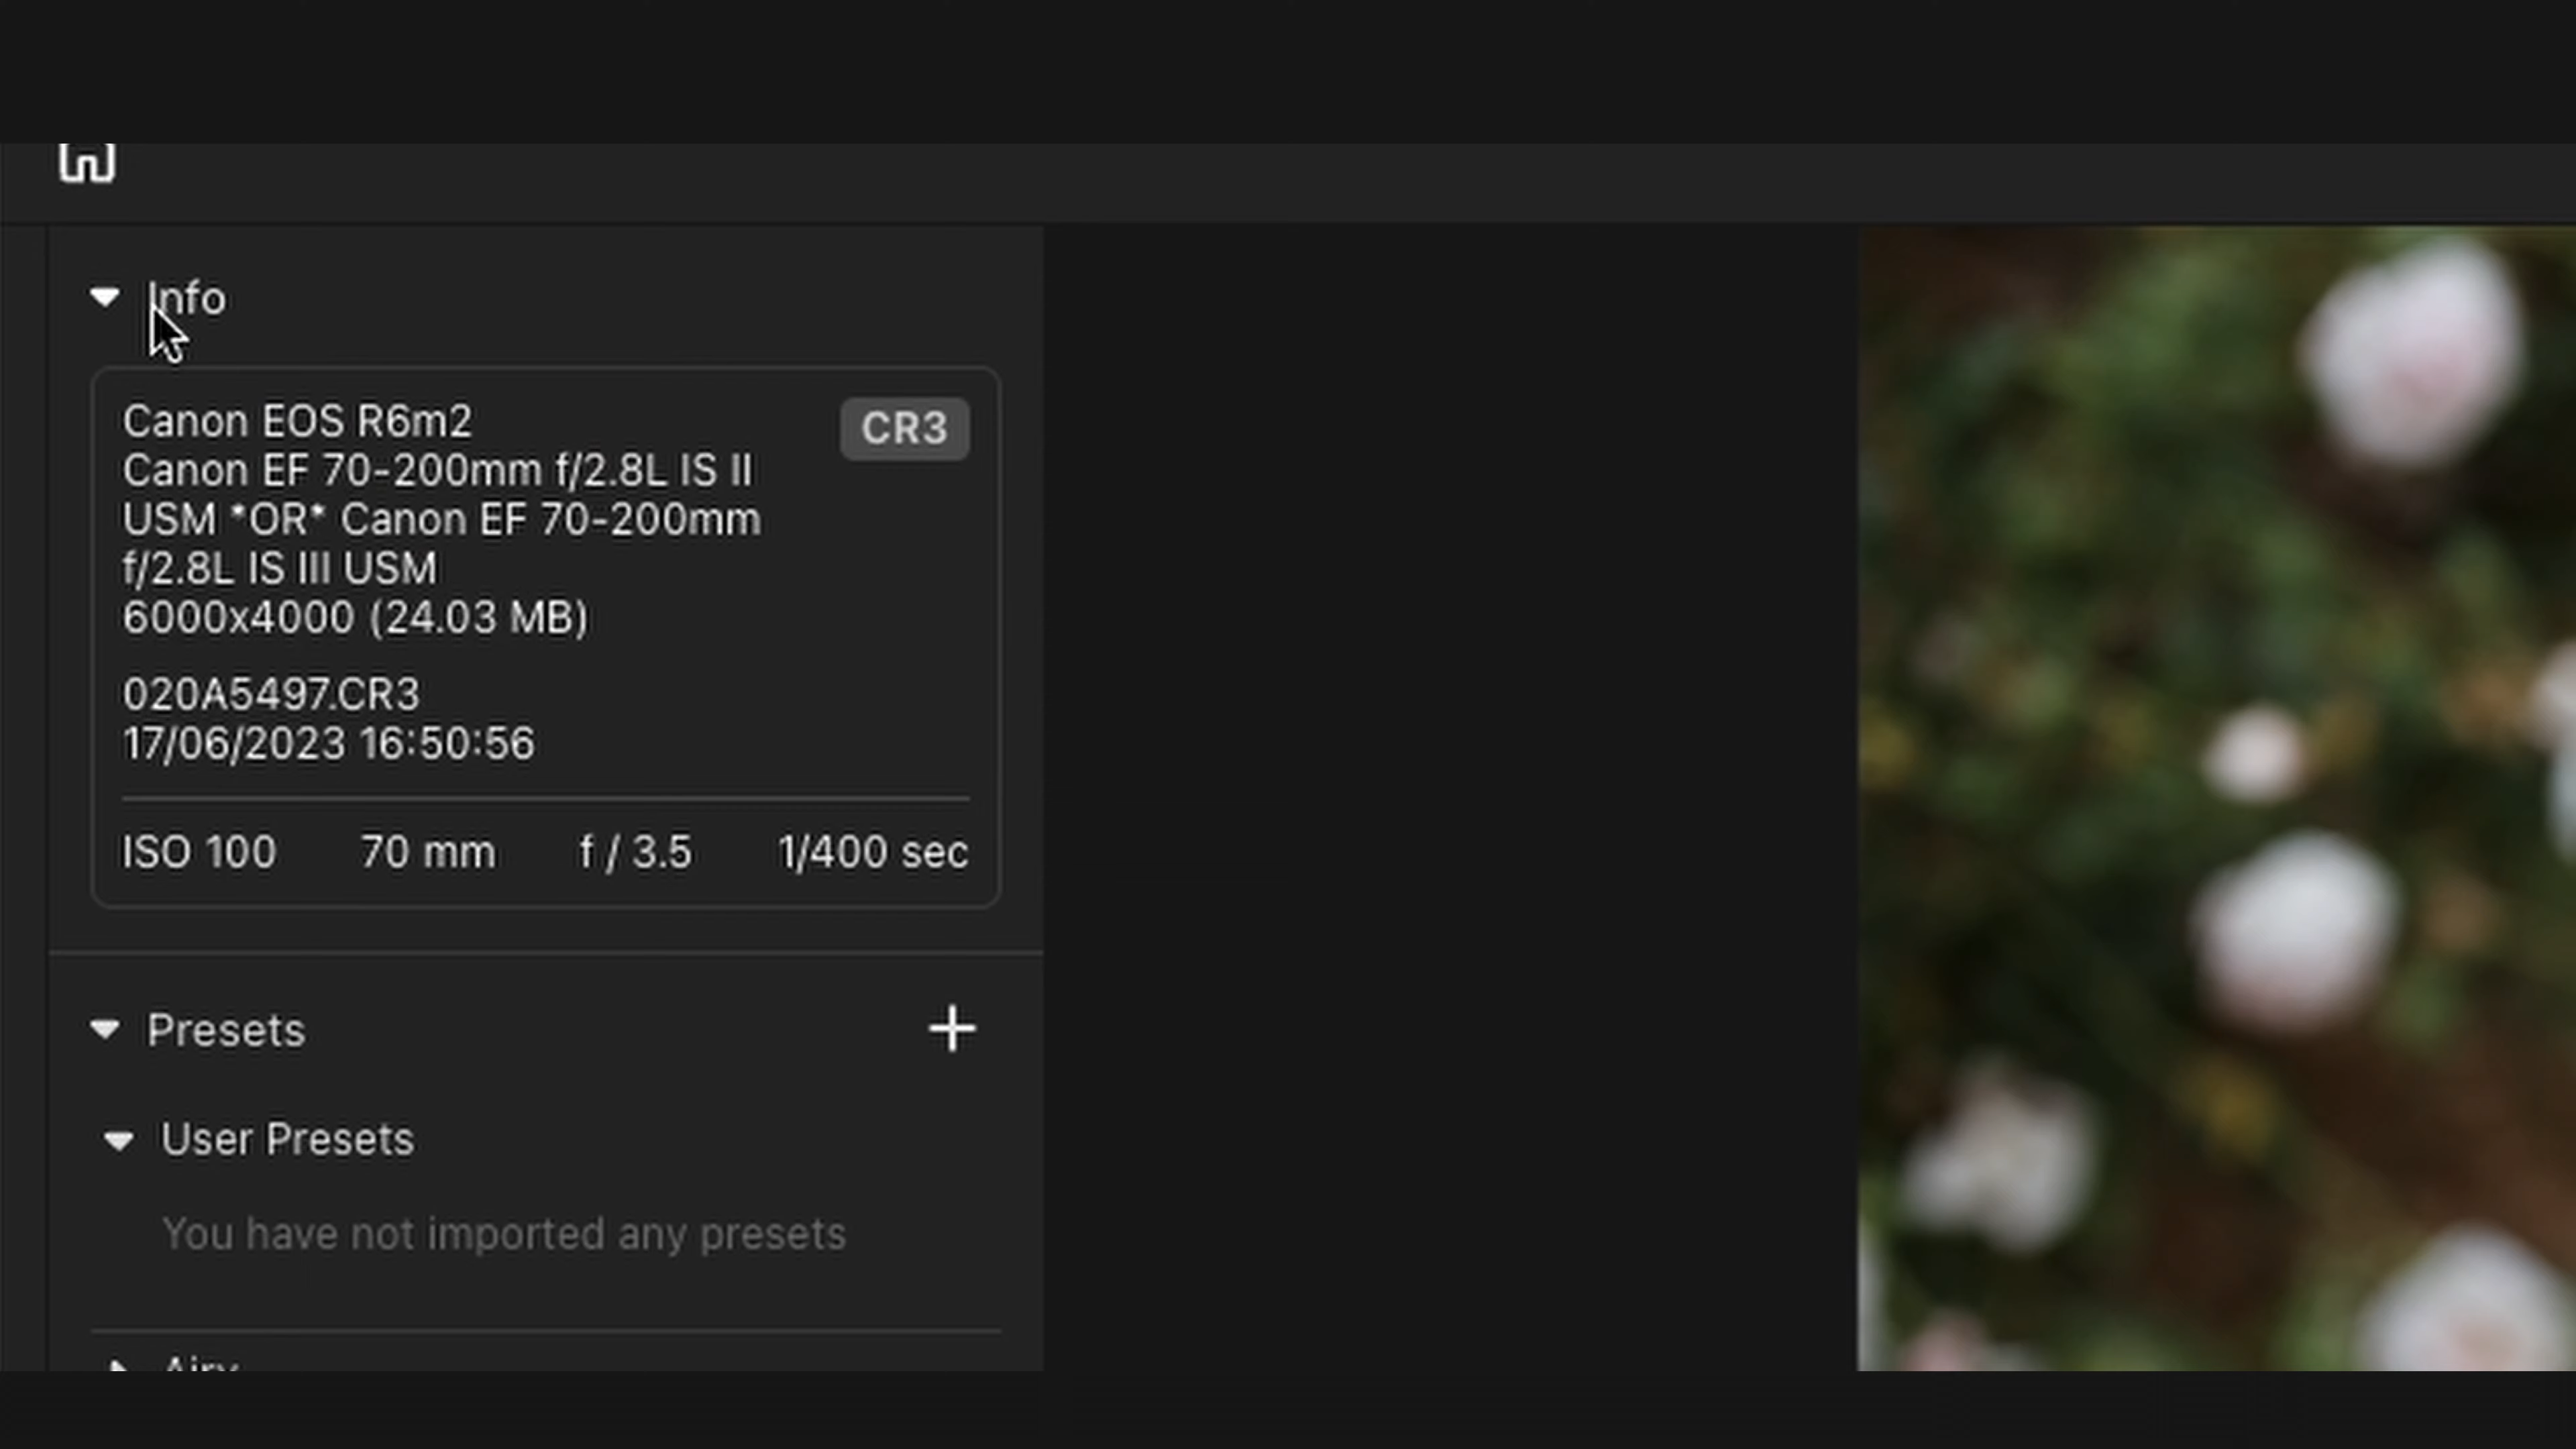 Info
Canon EOS R6m2
CR3
Canon EF 70-200mm f/2.8L IS II
USM *OR* Canon EF 70-200mm
f/2.8L IS III USM
6000x4000 (24.03 MB)
020A5497.CR3
17/06/2023 16:50:56
ISO 100 70 mm f / 3.5 1/400 sec
Presets
User Presets
You have not imported any presets
Airy